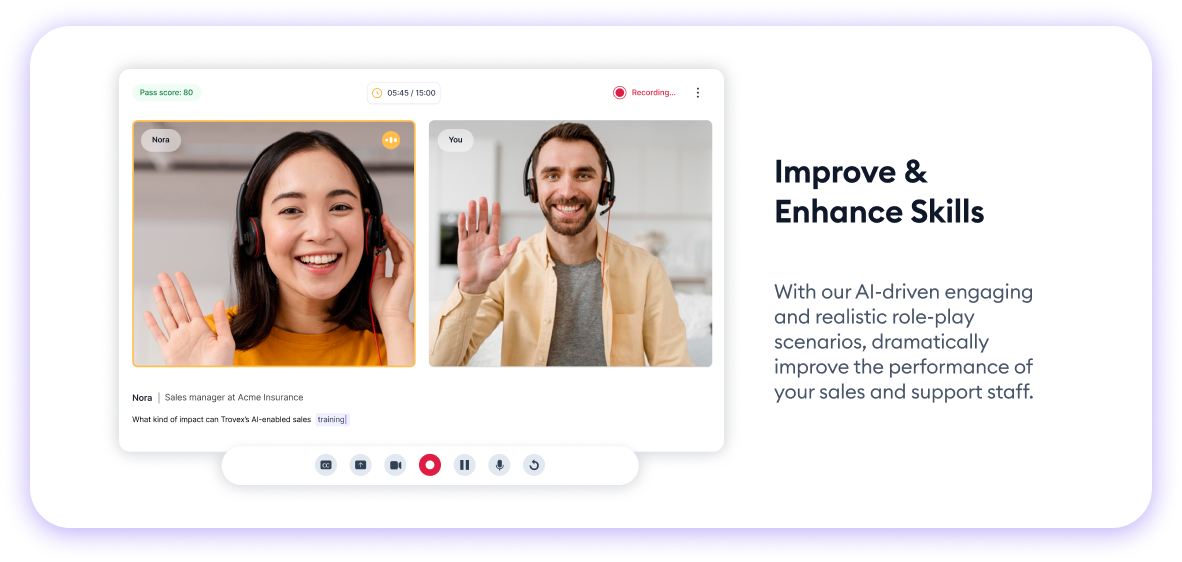 Pass score: 80
05:45 / 15:00
Recording...
Nora
You
Nora | Sales manager at Acme Insurance
What kind of impact can Trovex's AI-enabled sales training|
CC
Improve &
Enhance Skills
With our AI-driven engaging
and realistic role-play
scenarios, dramatically
improve the performance of
your sales and support staff.